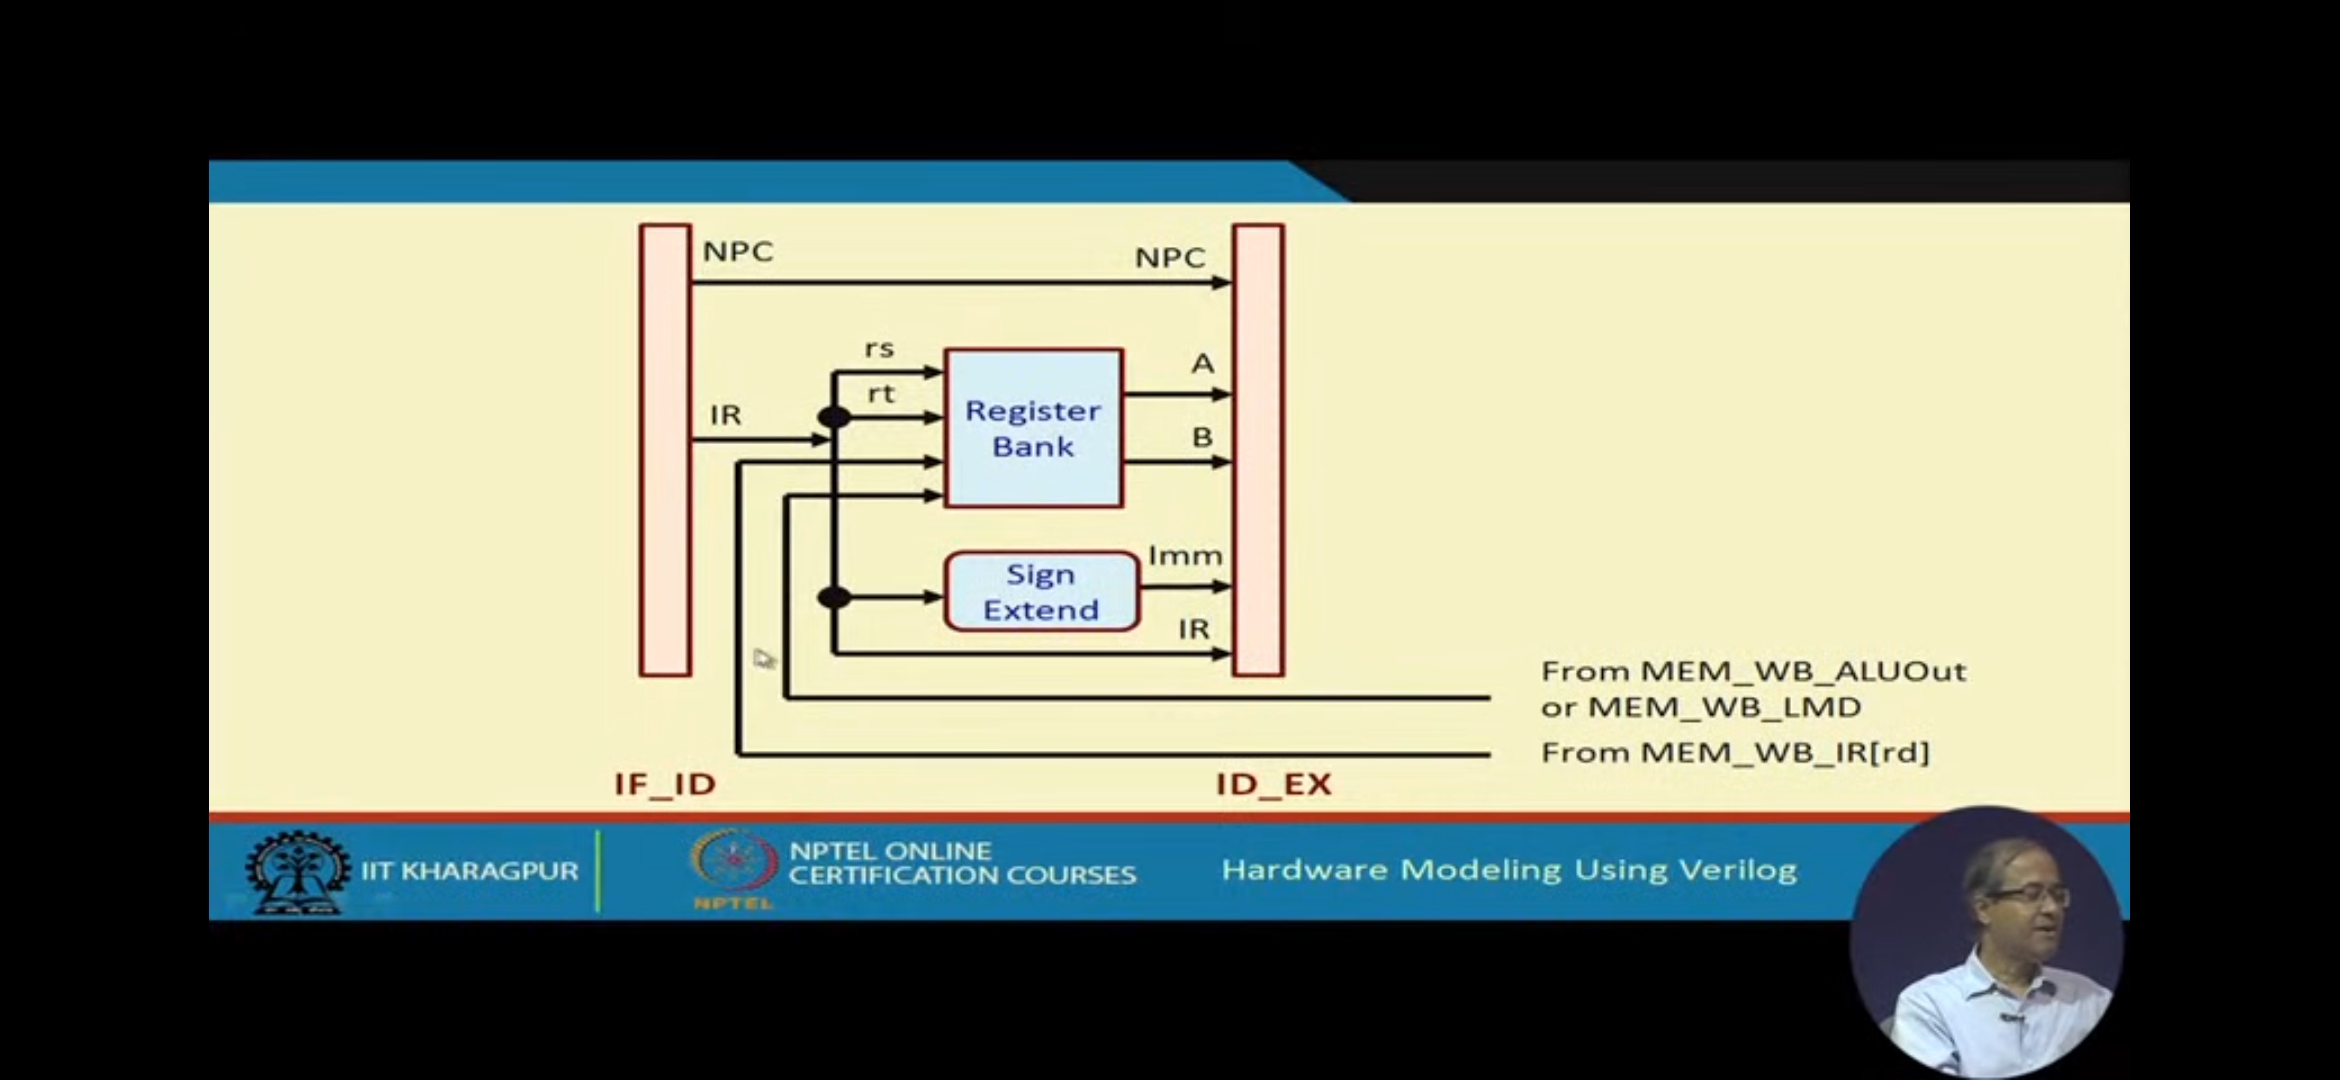 NPC
NPC
rs
A
rt
IR
Register
Bank
B
Imm
Sign
Extend
IR
From MEM_WB_ALUOut
or MEM_WB_LMD
From MEM_WB_IR[rd]
IF_ID
ID_EX
IIT KHARAGPUR
NPTEL ONLINE
CERTIFICATION COURSES
NPTEL
Hardware Modeling Using Verilog